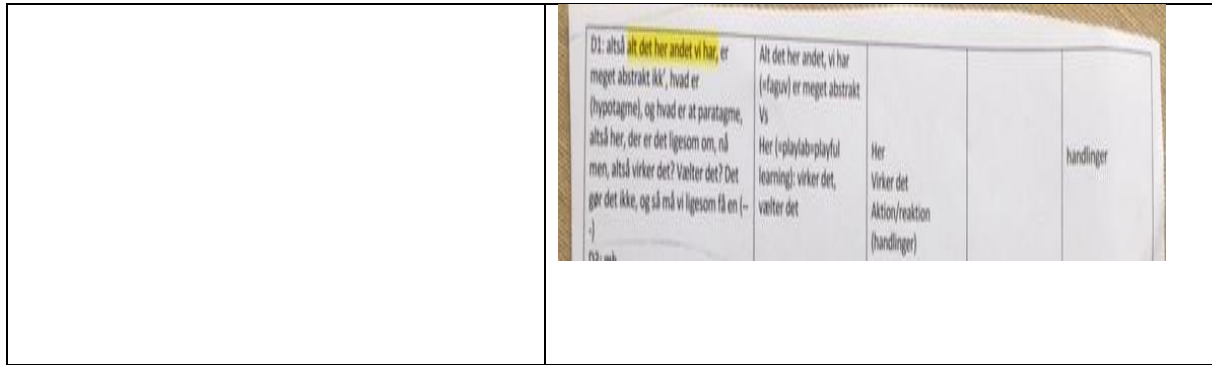 D1: altså alt det her andet vi har, er
meget abstrakt ikk', hvad er
(hypotagme), og hvad er at paratagme,
altså her, der er det ligesom om, nå
men, altså virker det? Vælter det? Det
gør det ikke, og så må vi ligesom få en (--
-)
Alt det her andet, vi har
(=faguv) er meget abstrakt
Vs
Her (=playlab=playful
learning): virker det,
vælter det
Her
Virker det
Aktion/reaktion
(handlinger)
handlinger